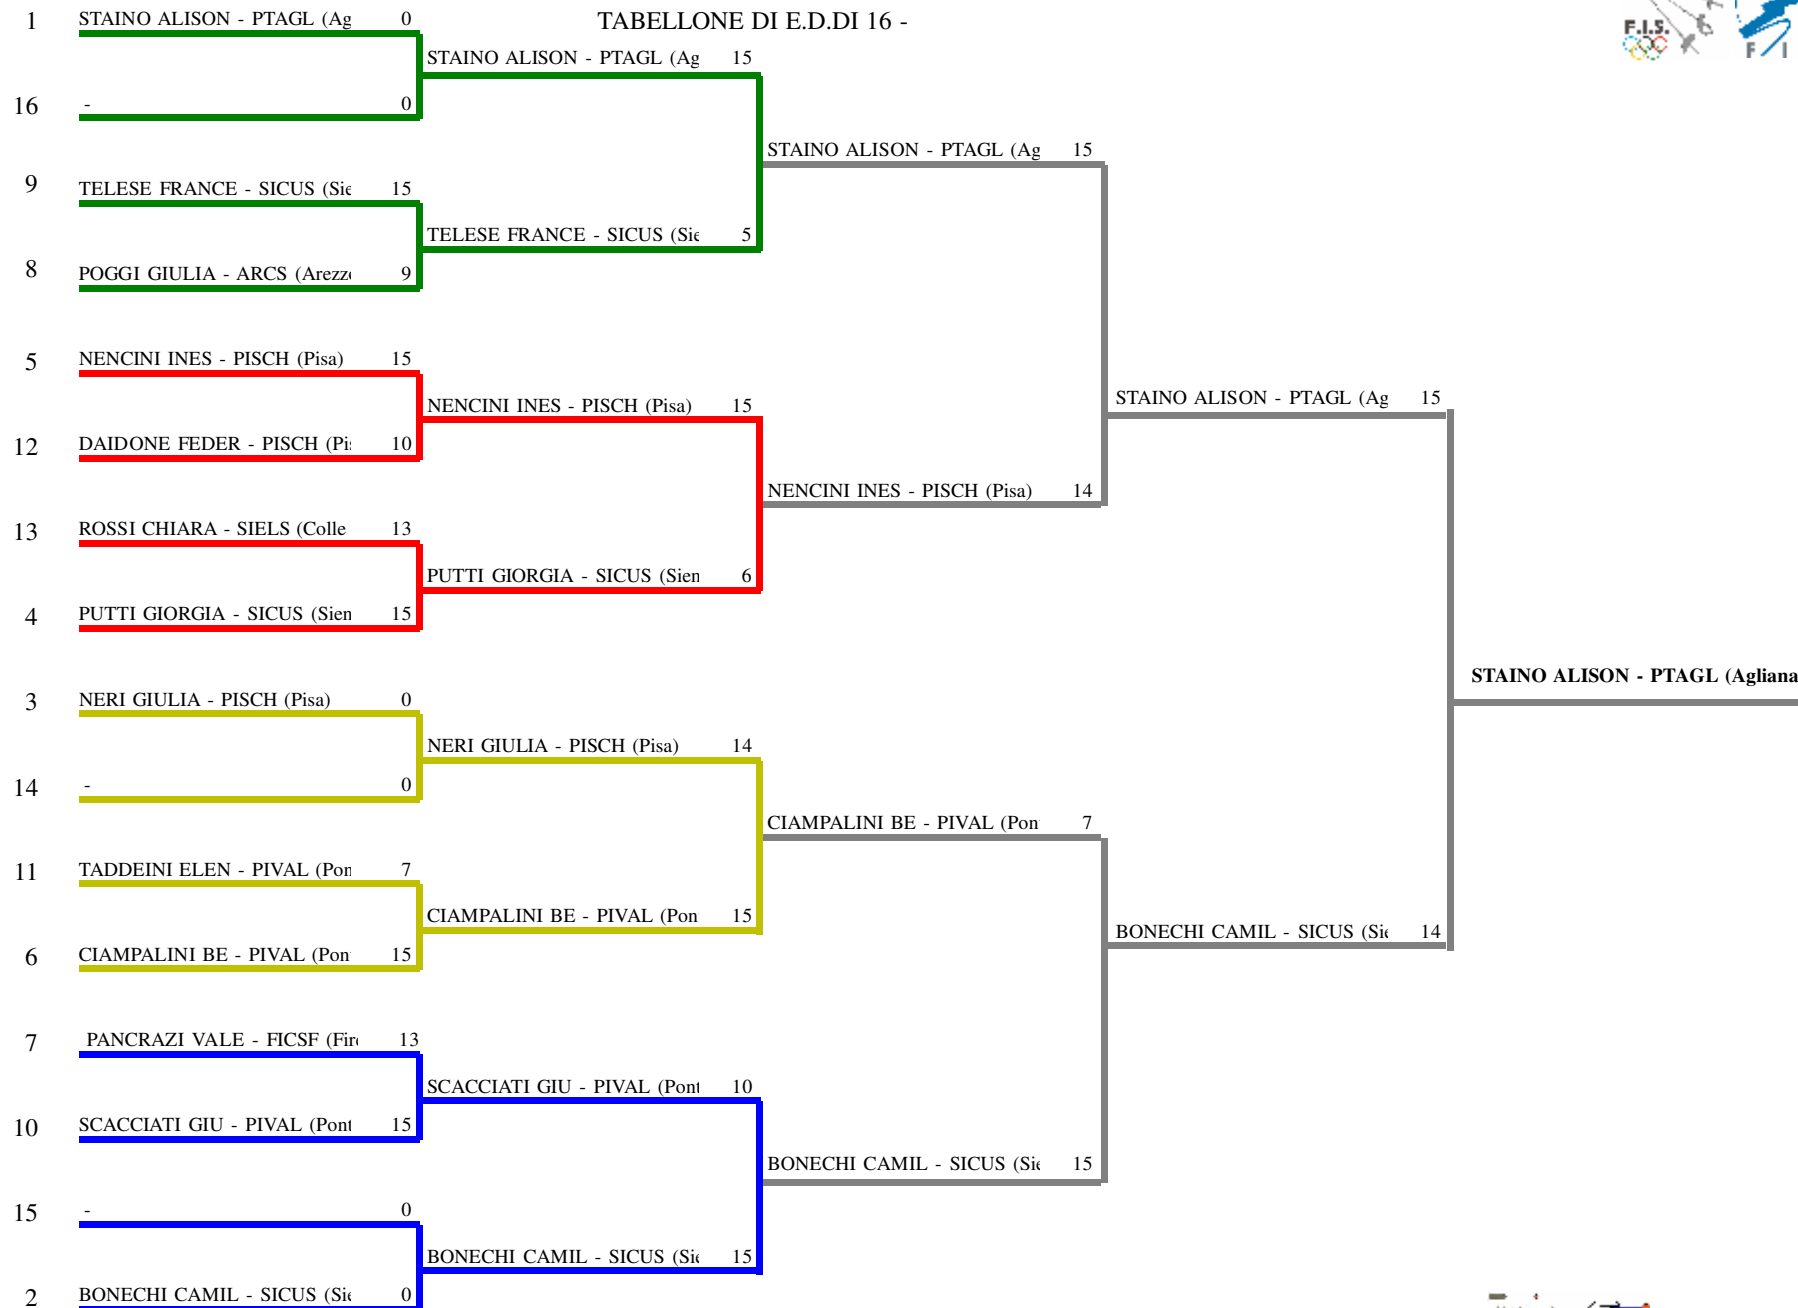 TABELLONE DI E.D.DI 16 -
F.I.S.
F I
1 STAINO ALISON - PTAGL (Ag 0
STAINO ALISON - PTAGL (Ag 15
16 - 0
STAINO ALISON - PTAGL (Ag 15
9 TELESE FRANCE - SICUS (Sie 15
TELESE FRANCE - SICUS (Sie 5
8 POGGI GIULIA - ARCS (Arezzo 9
5 NENCINI INES - PISCH (Pisa) 15
NENCINI INES - PISCH (Pisa) 15
STAINO ALISON - PTAGL (Ag 15
12 DAIDONE FEDER - PISCH (Pis 10
NENCINI INES - PISCH (Pisa) 14
13 ROSSI CHIARA - SIELS (Colle 13
PUTTI GIORGIA - SICUS (Sien 6
4 PUTTI GIORGIA - SICUS (Sien 15
STAINO ALISON - PTAGL (Agliana
3 NERI GIULIA - PISCH (Pisa) 0
NERI GIULIA - PISCH (Pisa) 14
14 - 0
CIAMPALINI BE - PIVAL (Pon 7
11 TADDEINI ELEN - PIVAL (Pon 7
CIAMPALINI BE - PIVAL (Pon 15
BONECHI CAMIL - SICUS (Sie 14
6 CIAMPALINI BE - PIVAL (Pon 15
7 PANCRAZI VALE - FICSF (Fire 13
SCACCIATI GIU - PIVAL (Pont 10
10 SCACCIATI GIU - PIVAL (Pont 15
BONECHI CAMIL - SICUS (Sie 15
15 - 0
BONECHI CAMIL - SICUS (Sie 15
2 BONECHI CAMIL - SICUS (Sie 0